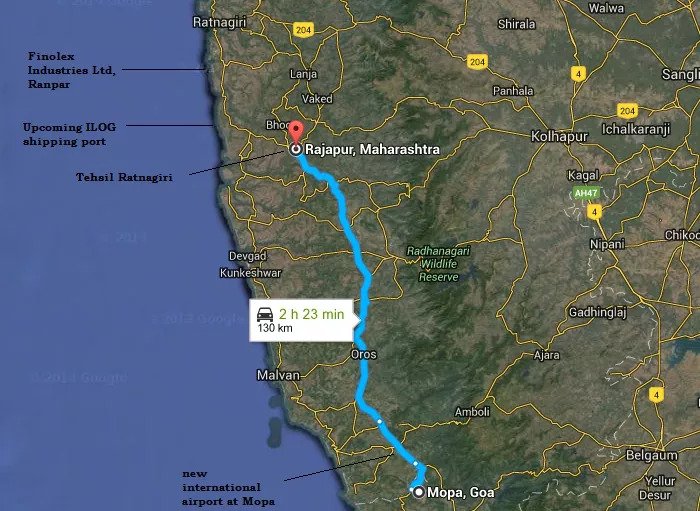 Walwa
Ratnagiri
204
Shirala
Finolex
Industries Ltd,
Ranpar
204
4
Sangli
Lanja
Panhala
Vaked
204
Upcoming ILOG
shipping port
Bhoo
Kolhapur
Ichalkaranji
Rajapur, Maharashtra
Tehsil Ratnagiri
Kagal
AH47
4
Chikod
Nipani
Radhanagari
Wildlife
Reserve
Devgad
Kunkeshwar
2 h 23 min
130 km
Gadhinglaj
Oros
Ajara
Malvan
4
Amboli
new
international
airport at Mopa
Belgaum
Mopa, Goa
Yellur
Desur